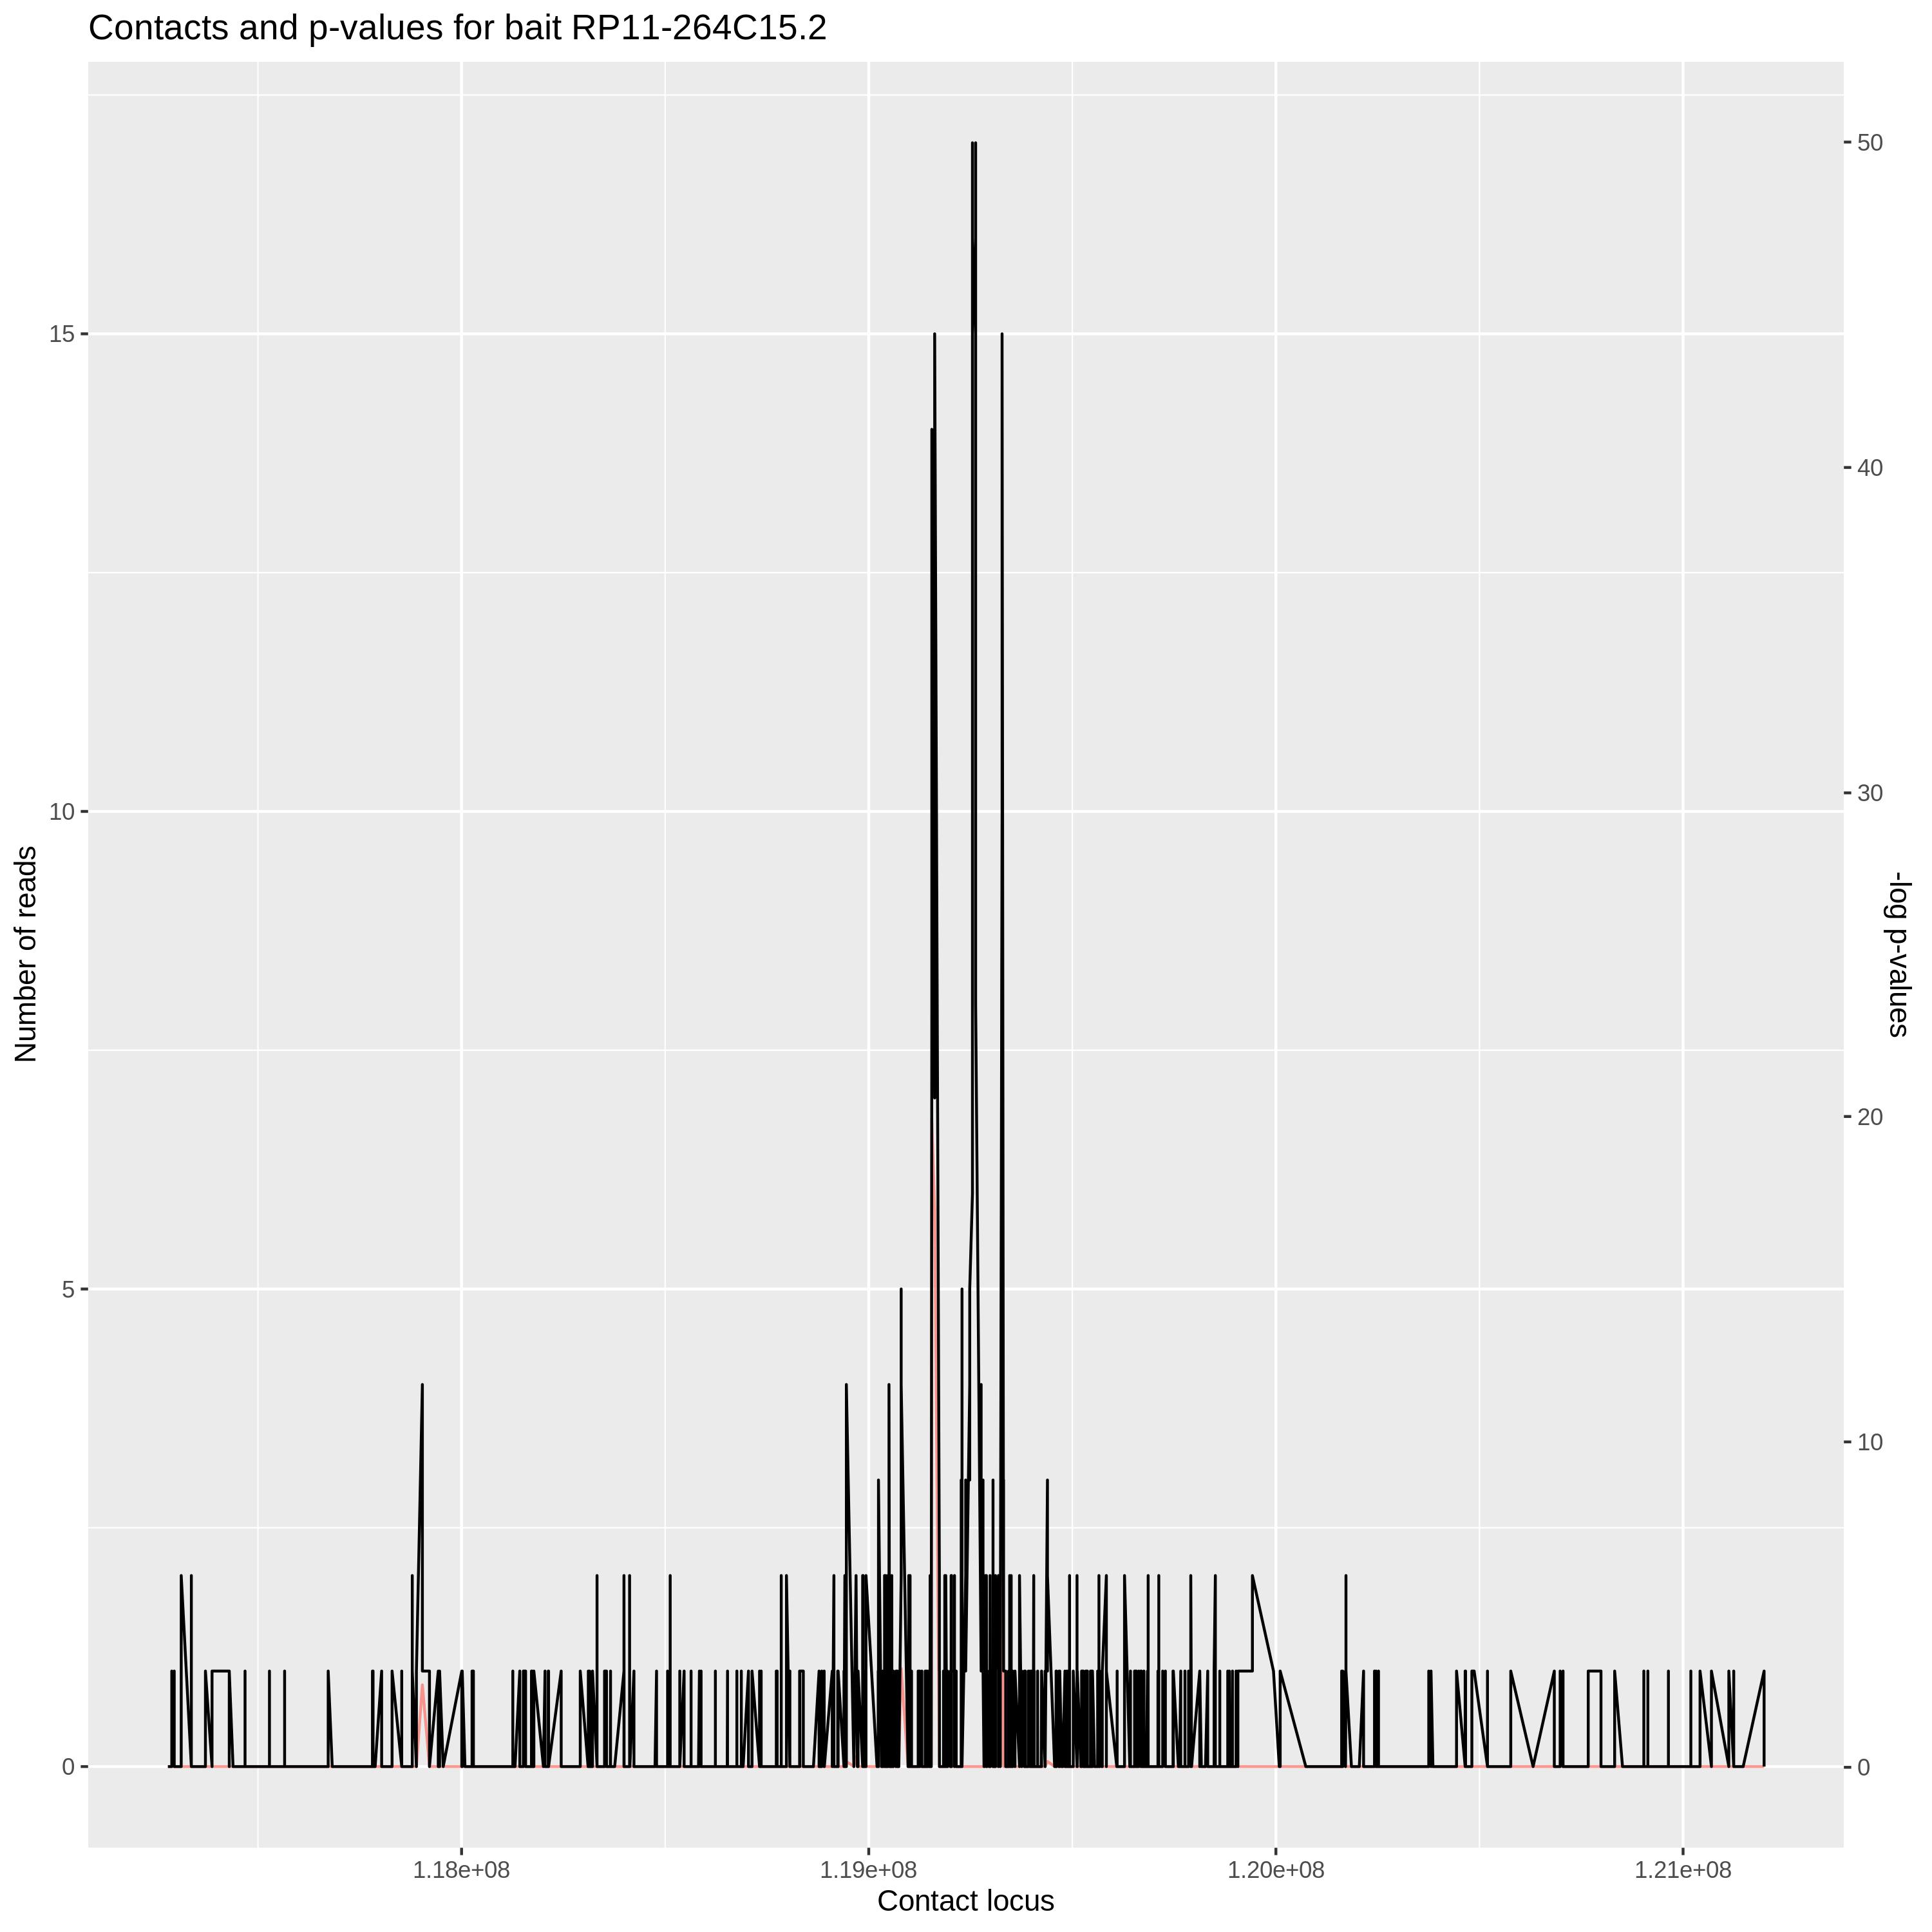 Contacts and p-values for bait RP11-264C15.2
15
10
5
0
50
40
30
20
10
0
Number of reads
-log p-values
1.18e+08
1.19e+08
1.20e+08
1.21e+08
Contact locus